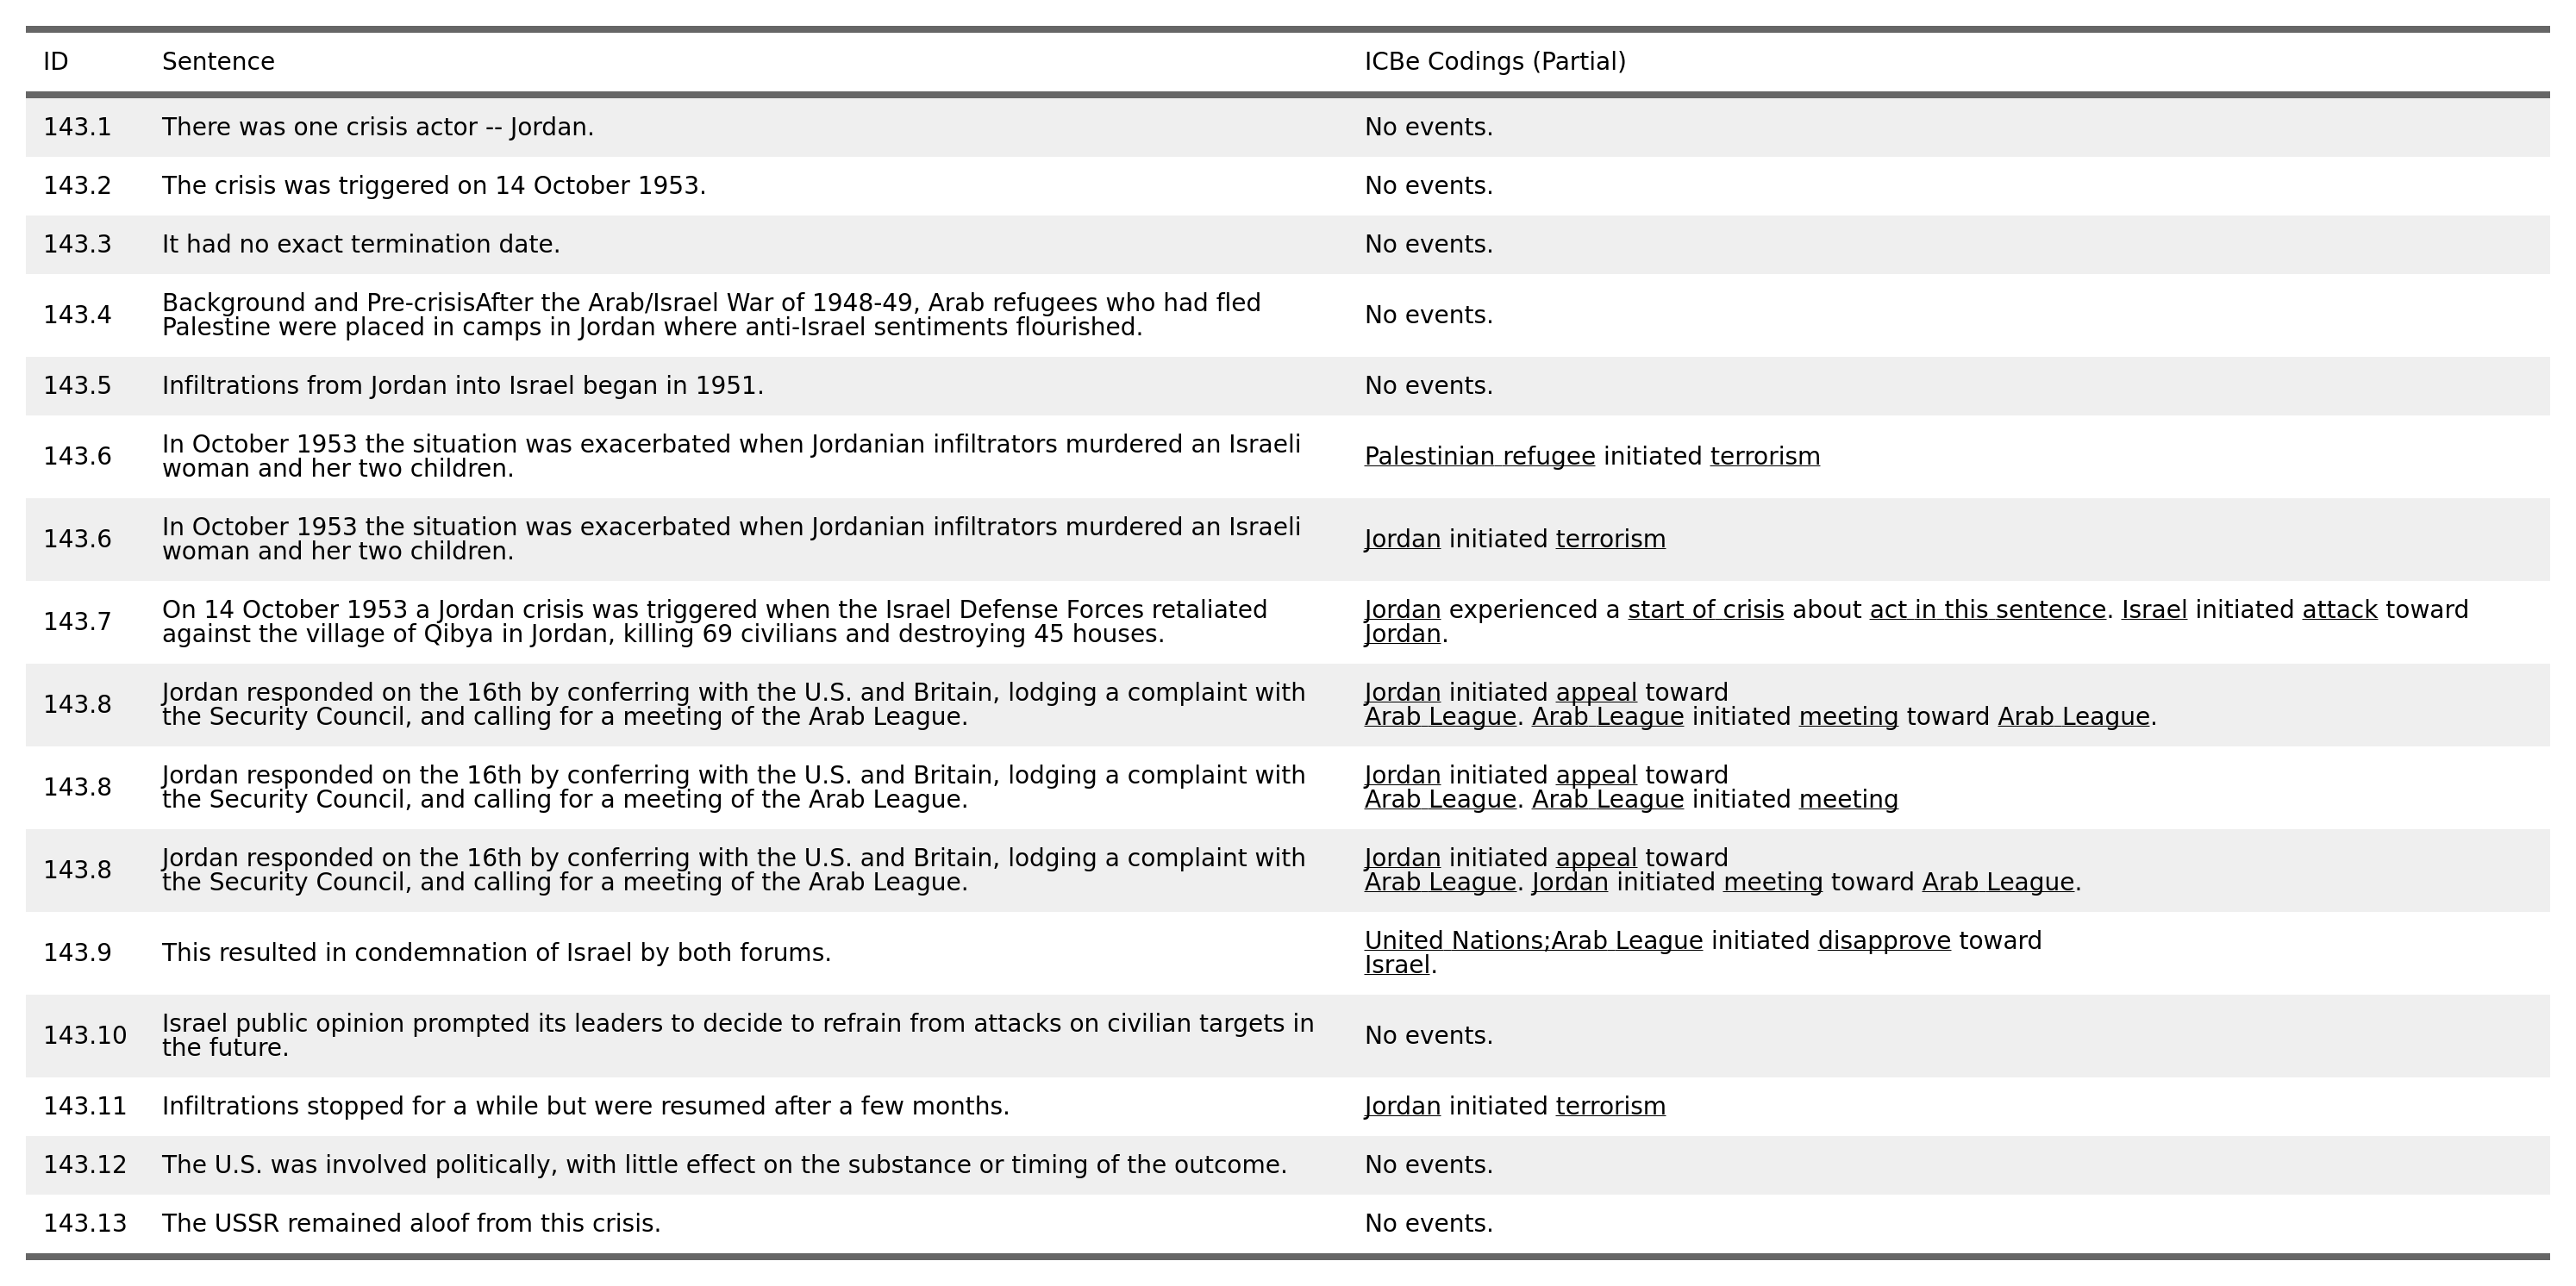 ID Sentence ICBe Codings (Partial)
143.1 There was one crisis actor -- Jordan. No events.
143.2 The crisis was triggered on 14 October 1953. No events.
143.3 It had no exact termination date. No events.
143.4 Background and Pre-crisisAfter the Arab/Israel War of 1948-49, Arab refugees who had fled
Palestine were placed in camps in Jordan where anti-Israel sentiments flourished. No events.
143.5 Infiltrations from Jordan into Israel began in 1951. No events.
143.6 In October 1953 the situation was exacerbated when Jordanian infiltrators murdered an Israeli
woman and her two children. Palestinian refugee initiated terrorism
143.6 In October 1953 the situation was exacerbated when Jordanian infiltrators murdered an Israeli
woman and her two children. Jordan initiated terrorism
143.7 On 14 October 1953 a Jordan crisis was triggered when the Israel Defense Forces retaliated
against the village of Qibya in Jordan, killing 69 civilians and destroying 45 houses.
Jordan experienced a start of crisis about act in this sentence. Israel initiated attack toward
Jordan.
143.8 Jordan responded on the 16th by conferring with the U.S. and Britain, lodging a complaint with
the Security Council, and calling for a meeting of the Arab League.
Jordan initiated appeal toward
Arab League. Arab League initiated meeting toward Arab League.
143.8 Jordan responded on the 16th by conferring with the U.S. and Britain, lodging a complaint with
the Security Council, and calling for a meeting of the Arab League.
Jordan initiated appeal toward
Arab League. Arab League initiated meeting
143.8 Jordan responded on the 16th by conferring with the U.S. and Britain, lodging a complaint with
the Security Council, and calling for a meeting of the Arab League.
Jordan initiated appeal toward
Arab League. Jordan initiated meeting toward Arab League.
143.9 This resulted in condemnation of Israel by both forums.
United Nations;Arab League initiated disapprove toward
Israel.
143.10 Israel public opinion prompted its leaders to decide to refrain from attacks on civilian targets in
the future. No events.
143.11 Infiltrations stopped for a while but were resumed after a few months. Jordan initiated terrorism
143.12 The U.S. was involved politically, with little effect on the substance or timing of the outcome. No events.
143.13 The USSR remained aloof from this crisis. No events.